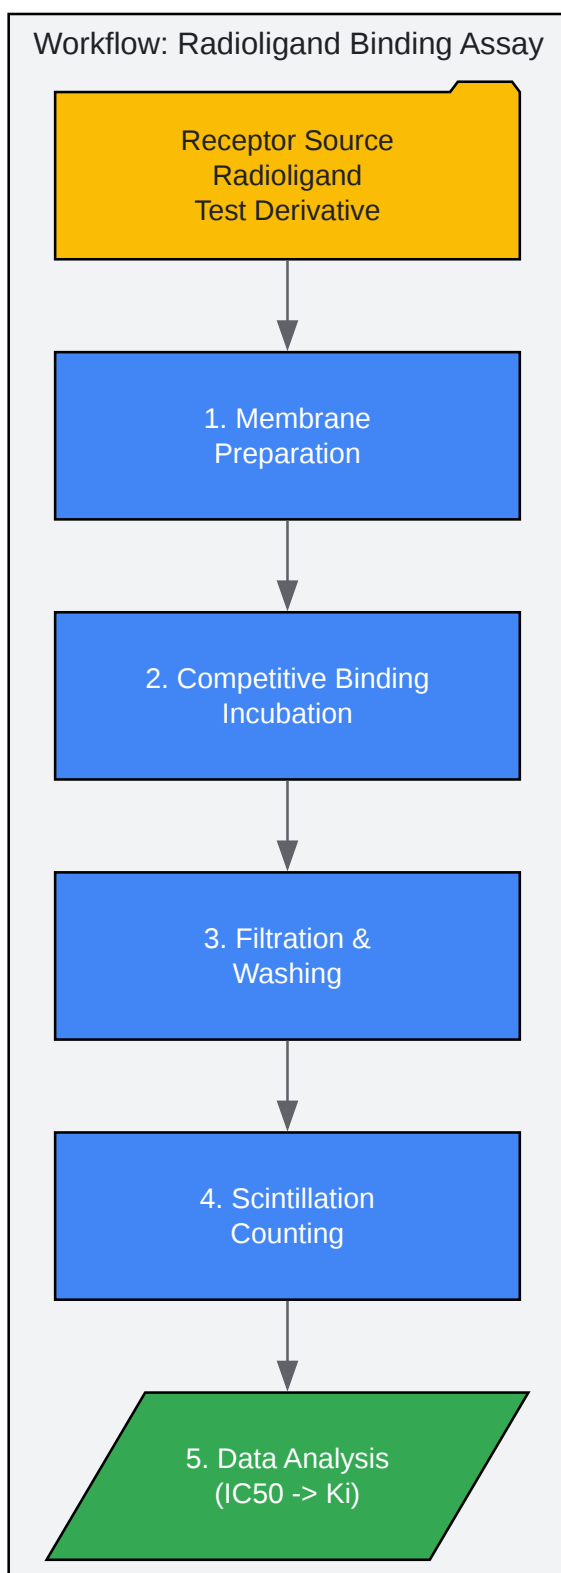 Workflow: Radioligand Binding Assay
Receptor Source
Radioligand
Test Derivative
1. Membrane
Preparation
2. Competitive Binding
Incubation
3. Filtration &
Washing
4. Scintillation
Counting
5. Data Analysis
(IC50 -> Ki)